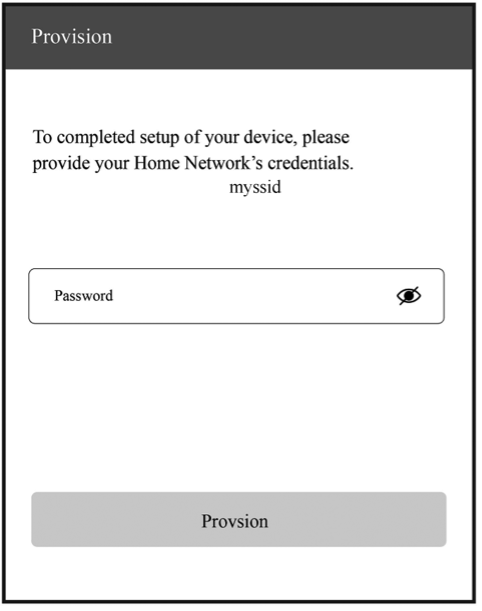 Provision
To completed setup of your device, please
provide your Home Network’s credentials.
myssid
Password
Provsion